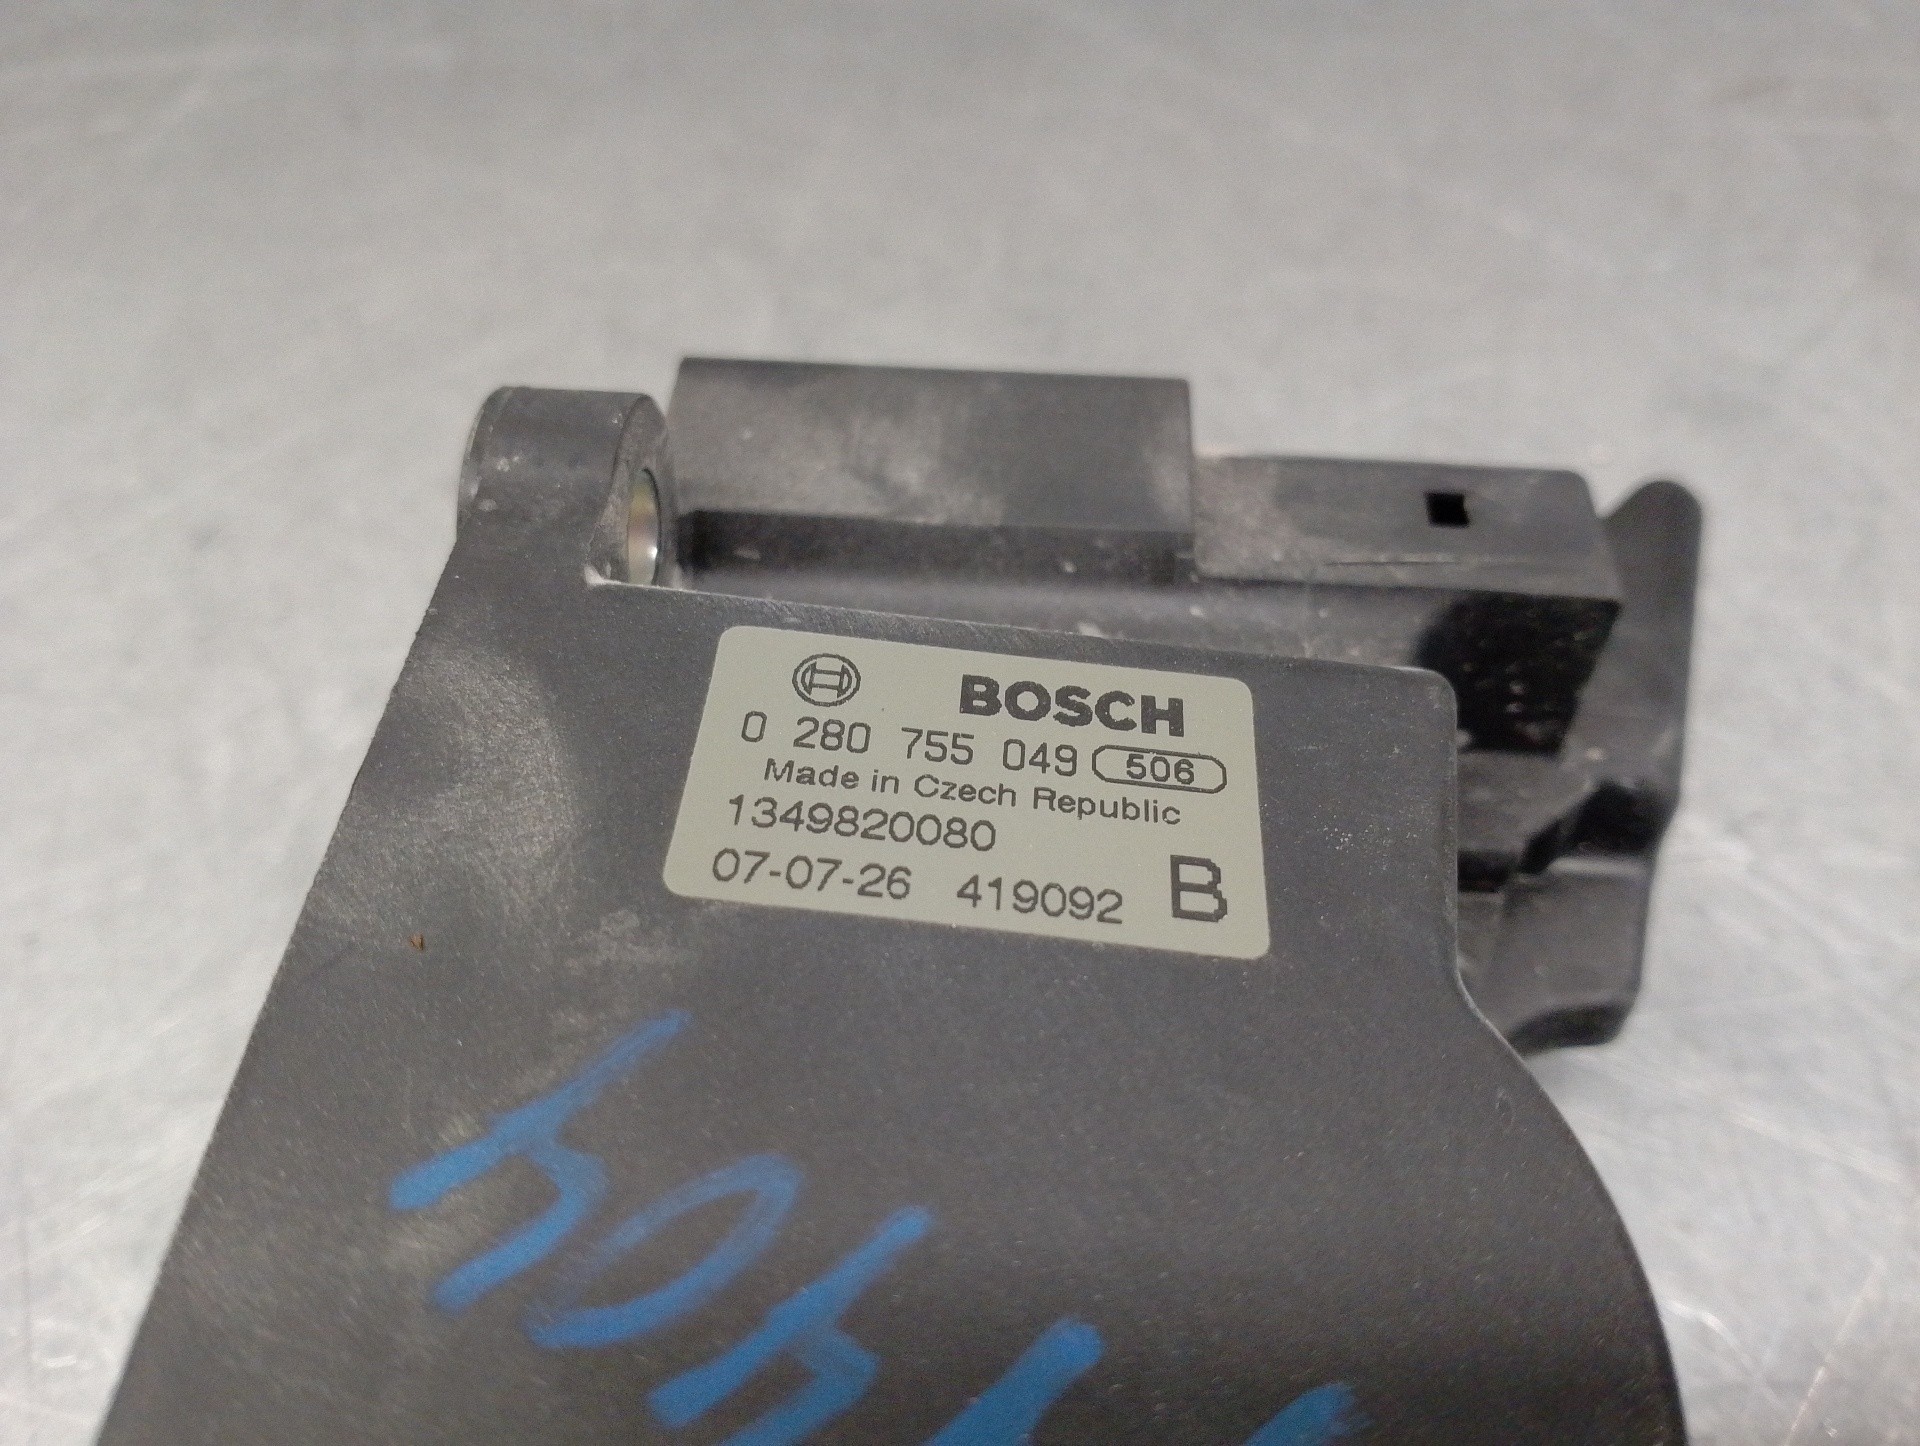 BOSCH
0 280 755 049 506
Made in Czech Republic
1349820080
07-07-26 419092 B